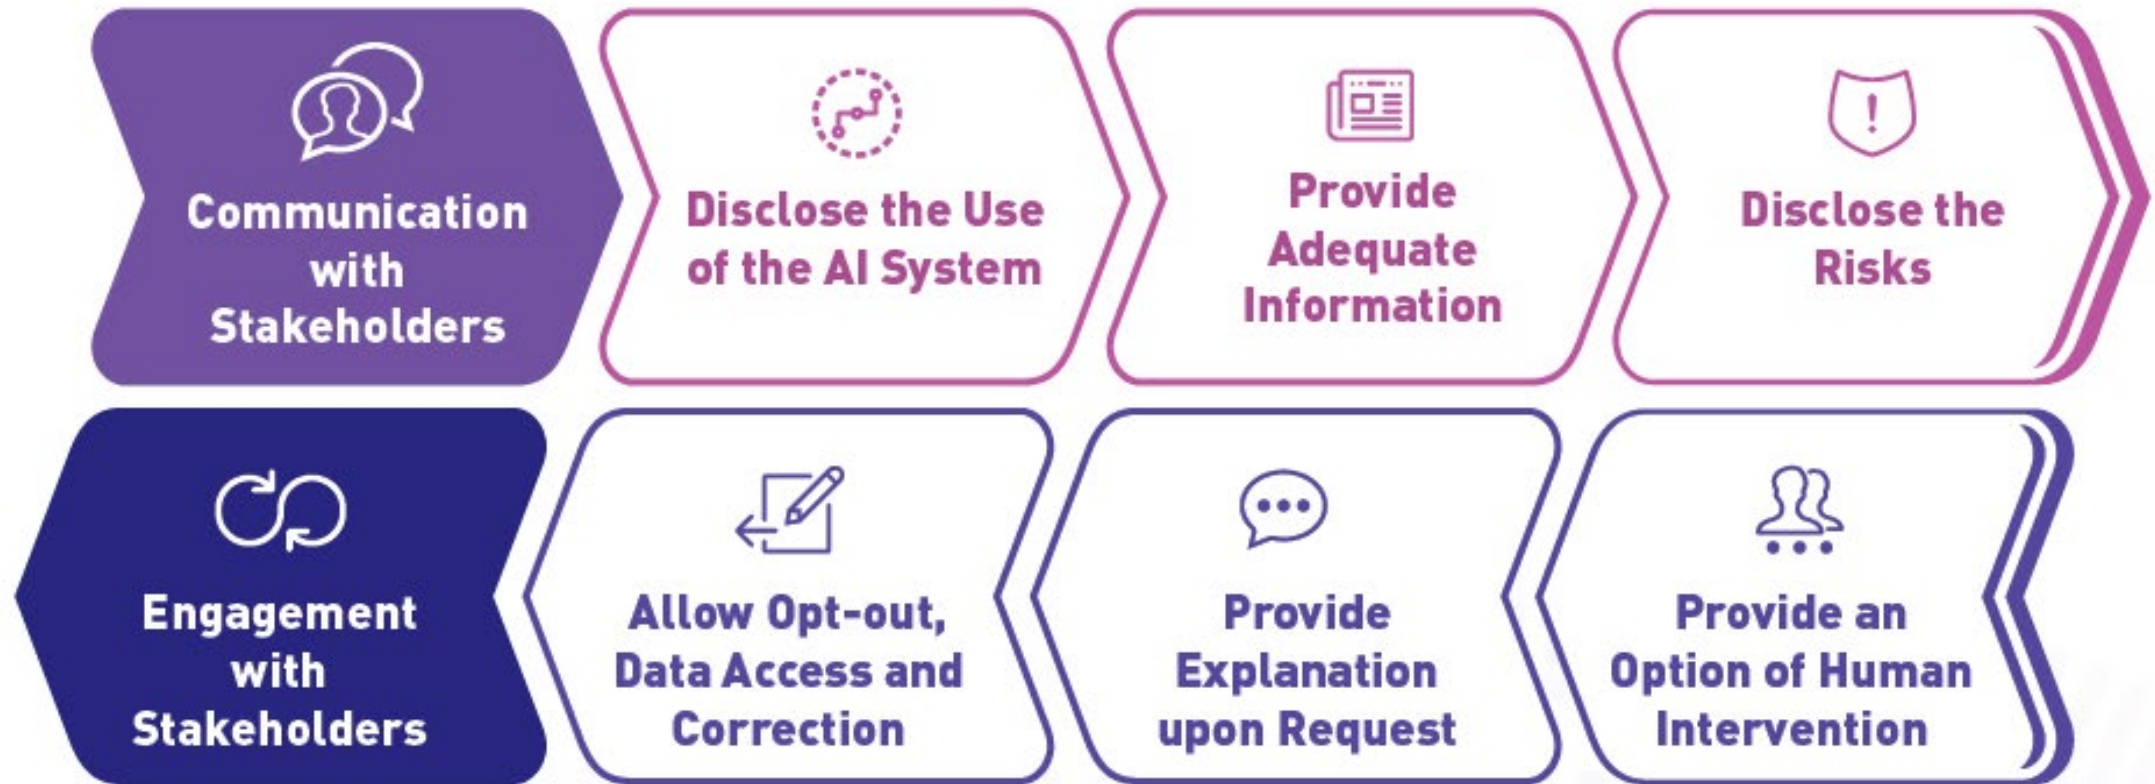 Communication
with
Stakeholders
Disclose the Use
of the AI System
Provide
Adequate
Information
Disclose the
Risks
Engagement
with
Stakeholders
Allow Opt-out,
Data Access and
Correction
Provide
Explanation
upon Request
Provide an
Option of Human
Intervention